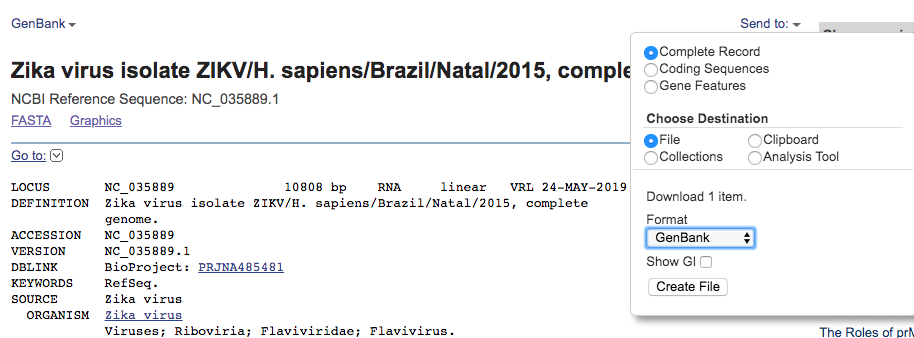 GenBank
Send to:
Zika virus isolate ZIKV/H. sapiens/Brazil/Natal/2015, comple
NCBI Reference Sequence: NC_035889.1
FASTA Graphics
Go to:
LOCUS NC_035889 10808 bp RNA linear VRL 24-MAY-2019
DEFINITION Zika virus isolate ZIKV/H. sapiens/Brazil/Natal/2015, complete
genome.
ACCESSION NC_035889
VERSION NC_035889.1
DBLINK BioProject: PRJNA485481
KEYWORDS RefSeq.
SOURCE Zika virus
ORGANISM Zika virus
Viruses; Riboviria; Flaviviridae; Flavivirus.
Complete Record
Coding Sequences
Gene Features
Choose Destination
File Clipboard
Collections Analysis Tool
Download 1 item.
Format
GenBank
Show GI
Create File
The Roles of prM